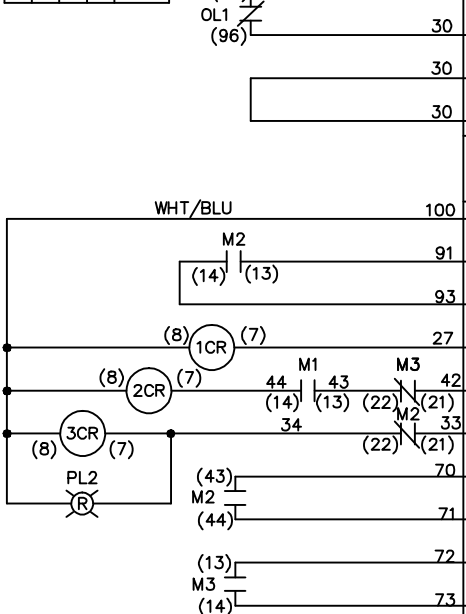 OL1
(96) 30
30
30
WHT/BLU 100
M2 91
(14) (13)
93
(8) 1CR (7) 27
M1 M3
(8) 2CR (7) 44 43 42
(14) (13) (22) (21)
M2
3CR 34 33
(8) (7) (22) (21)
PL2
R
(43) 70
M2
(44) 71
(13) 72
M3
(14) 73